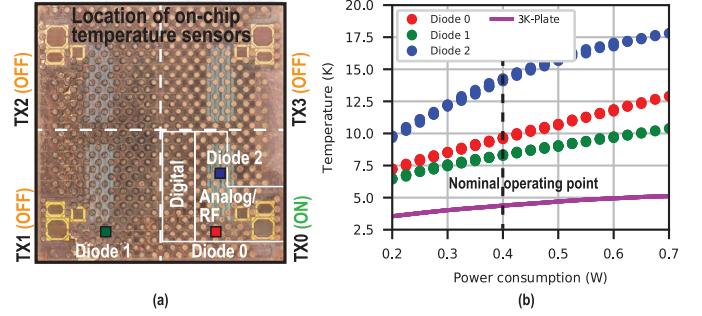 Location of on-chip
temperature sensors
TX2 (OFF)
TX3 (OFF)
TX1 (OFF)
TX0 (ON)
Digital
Diode 2
Analog/
RF
Diode 1
Diode 0
(a)
20.0
17.5
15.0
12.5
10.0
7.5
5.0
2.5
Temperature (K)
Diode 0
Diode 1
Diode 2
3K-Plate
Nominal operating point
0.2
0.3
0.4
0.5
0.6
0.7
Power consumption (W)
(b)